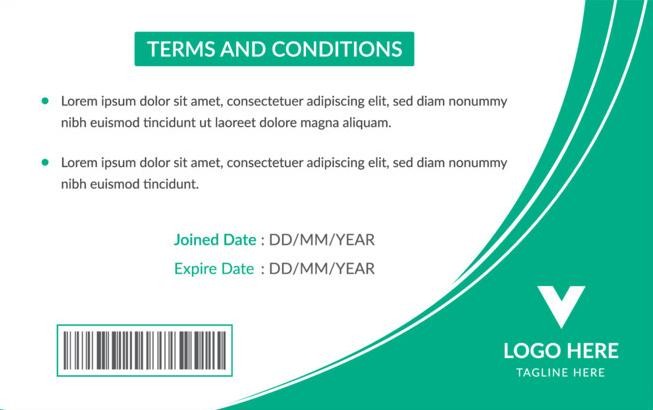 TERMS AND CONDITIONS
Lorem ipsum dolor sit amet, consectetuer adipiscing elit, sed diam nonummy
nibh euismod tincidunt ut laoreet dolore magna aliquam.
Lorem ipsum dolor sit amet, consectetuer adipiscing elit, sed diam nonummy
nibh euismod tincidunt.
Joined Date : DD/MM/YEAR
Expire Date : DD/MM/YEAR
LOGO HERE
TAGLINE HERE